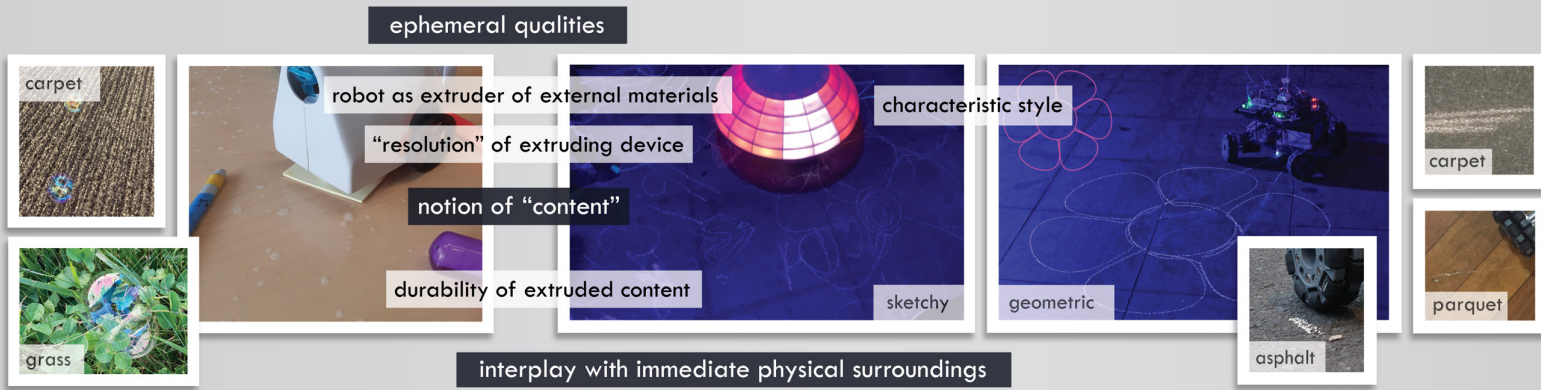 ephemeral qualities
carpet
robot as extruder of external materials
characteristic style
“resolution” of extruding device
carpet
notion of “content”
durability of extruded content
sketchy
geometric
parquet
grass
asphalt
interplay with immediate physical surroundings